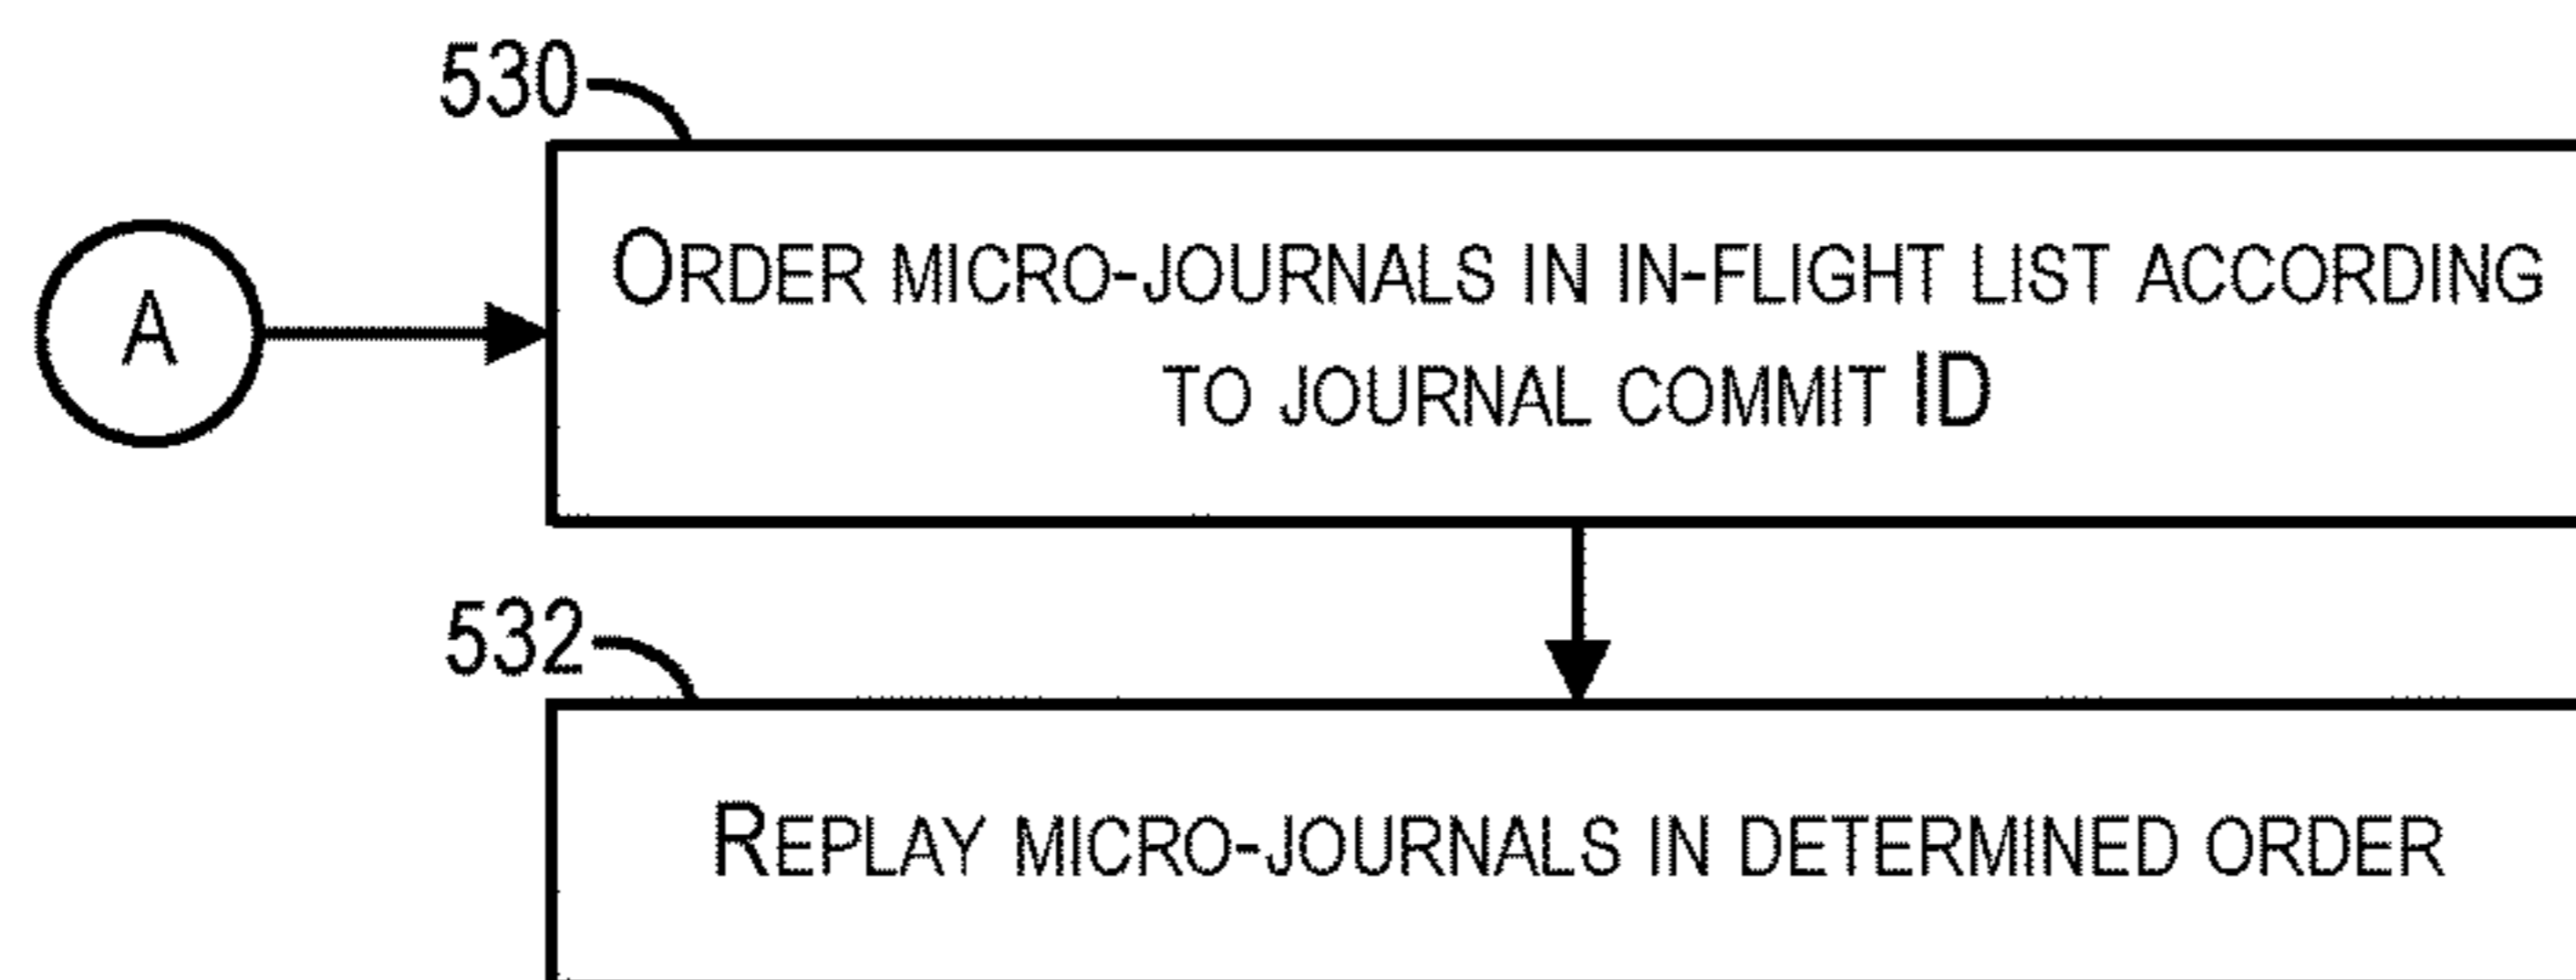 530
A
Order micro-journals in in-flight list according
to journal commit ID
532
Replay micro-journals in determined order